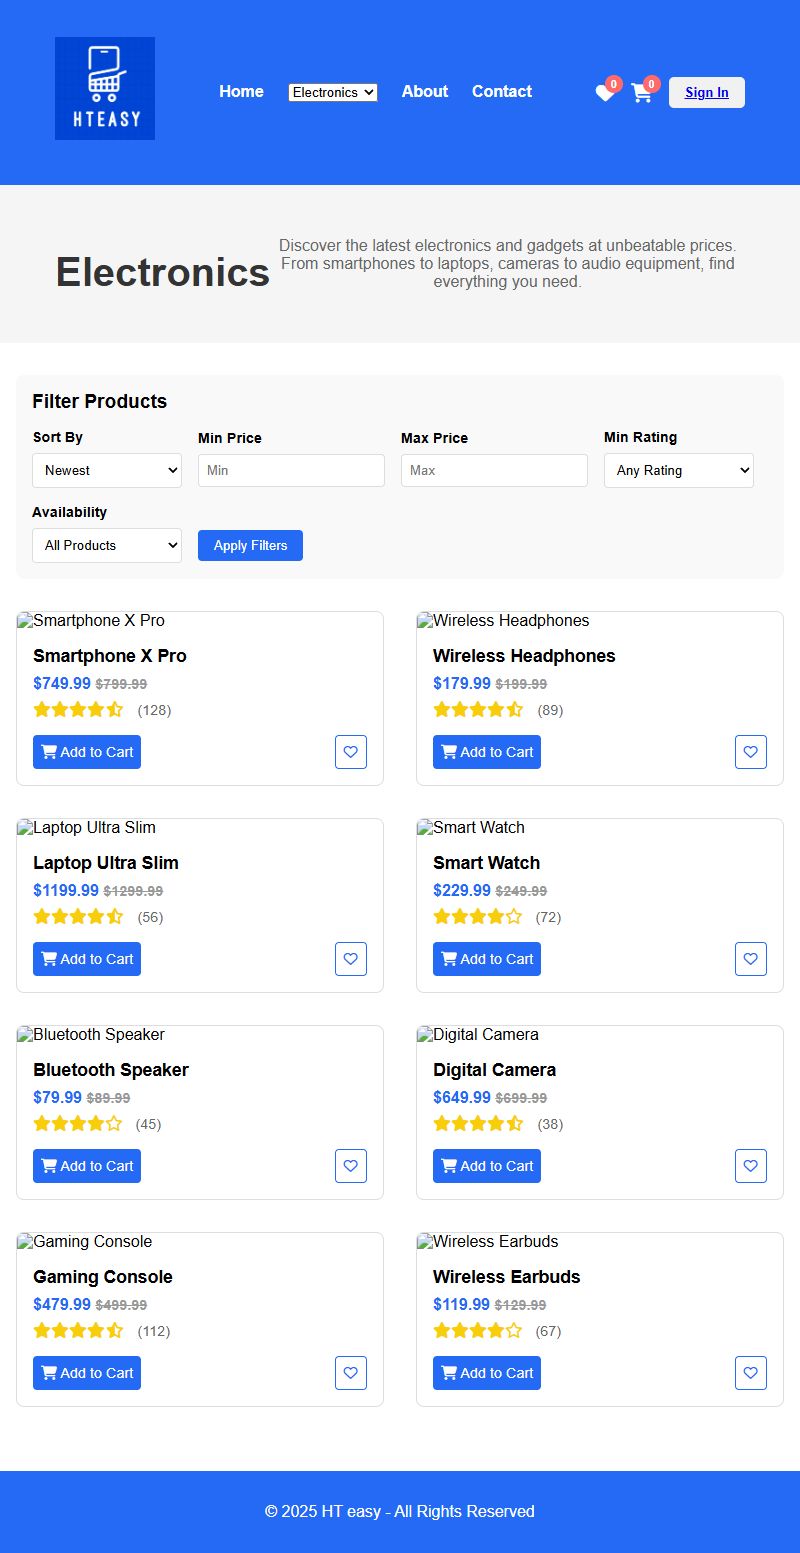 HTEASY
Home
Electronics
About
Contact
0
0
Sign In
Electronics
Discover the latest electronics and gadgets at unbeatable prices.
From smartphones to laptops, cameras to audio equipment, find
everything you need.
Filter Products
Sort By
Min Price
Max Price
Min Rating
Newest
Min
Max
Any Rating
Availability
All Products
Apply Filters
Smartphone X Pro
Smartphone X Pro
$749.99 $799.99
(128)
Add to Cart
Wireless Headphones
Wireless Headphones
$179.99 $199.99
(89)
Add to Cart
Laptop Ultra Slim
Laptop Ultra Slim
$1199.99 $1299.99
(56)
Add to Cart
Smart Watch
Smart Watch
$229.99 $249.99
(72)
Add to Cart
Bluetooth Speaker
Bluetooth Speaker
$79.99 $89.99
(45)
Add to Cart
Digital Camera
Digital Camera
$649.99 $699.99
(38)
Add to Cart
Gaming Console
Gaming Console
$479.99 $499.99
(112)
Add to Cart
Wireless Earbuds
Wireless Earbuds
$119.99 $129.99
(67)
Add to Cart
© 2025 HT easy - All Rights Reserved